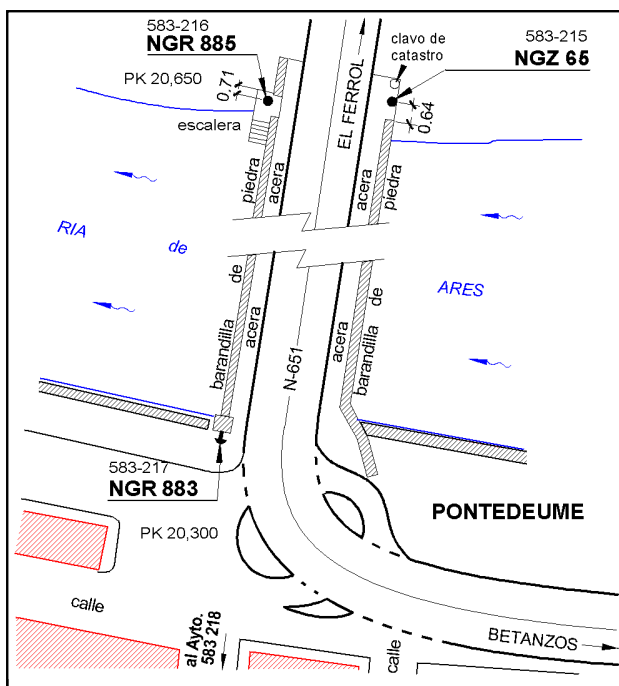 583-216
NGR 885
PK 20,650
0.71
escalera
clavo de
catastro
583-215
NGZ 65
0.64
EL FERROL
piedra
acera
acera
piedra
RIA
de
ARES
de
acera
barandilla
N-651
acera
de
barandilla
583-217
NGR 883
PK 20,300
PONTEDEUME
calle
al Ayto.
583 218
calle
BETANZOS